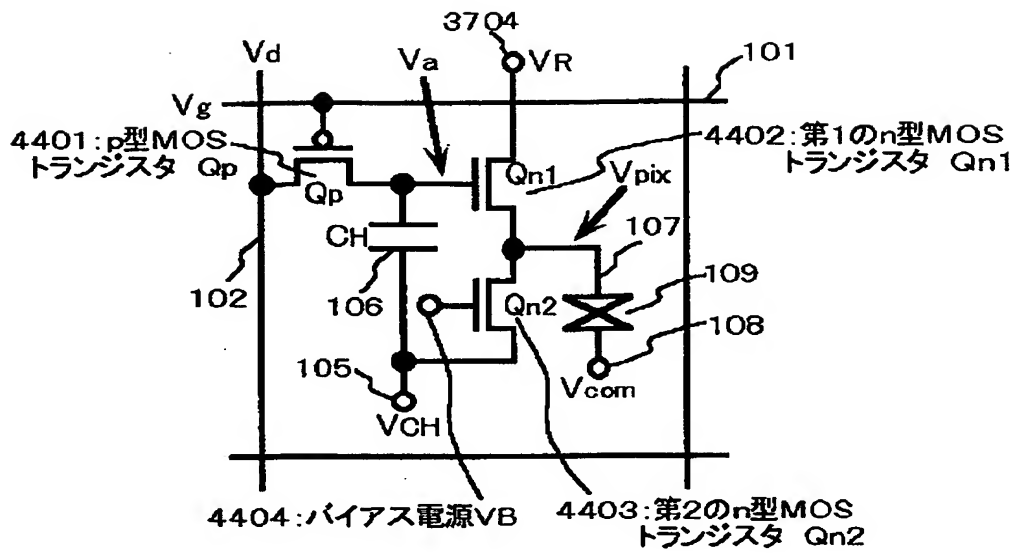 3704
Vd
Va
VR
101
Vg
4401:p型MOS
トランジスタ Qp
Qp
4402:第1のn型MOS
トランジスタ Qn1
Qn1
Vpix
107
CH
109
102
106
Qn2
108
105
Vcom
VCH
4404:バイアス電源VB
4403:第2のn型MOS
トランジスタ Qn2